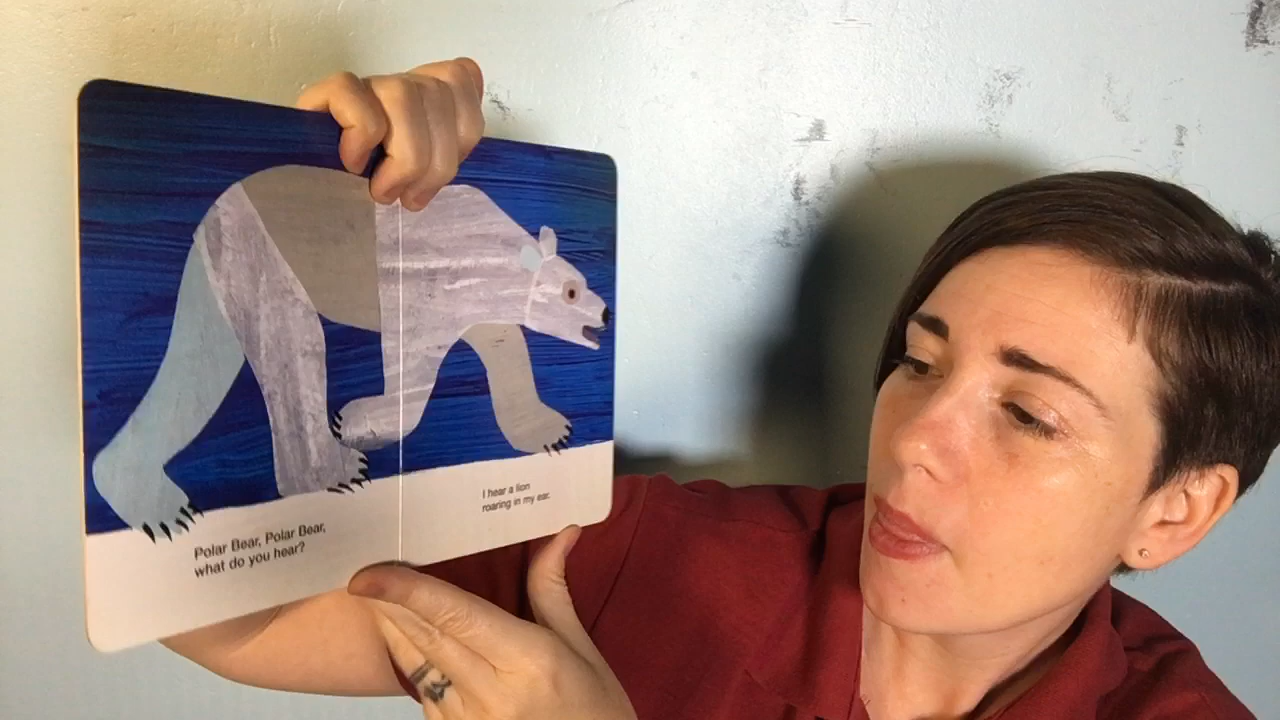 Polar Bear, Polar Bear,
what do you hear?
I hear a lion
roaring in my ear.